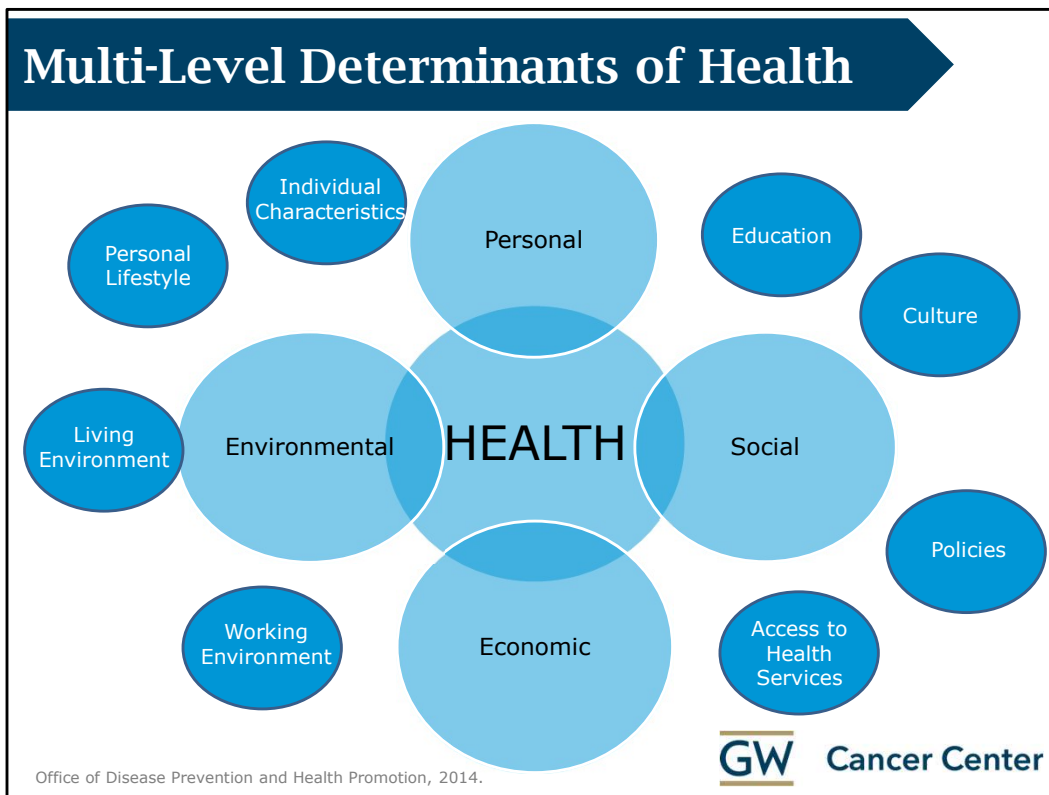 Multi-Level Determinants of Health
Individual
Characteristics
Personal
Education
Personal
Lifestyle
Culture
Living
Environment
Environmental
HEALTH
Social
Policies
Working
Environment
Economic
Access to
Health
Services
Office of Disease Prevention and Health Promotion, 2014.
GW Cancer Center